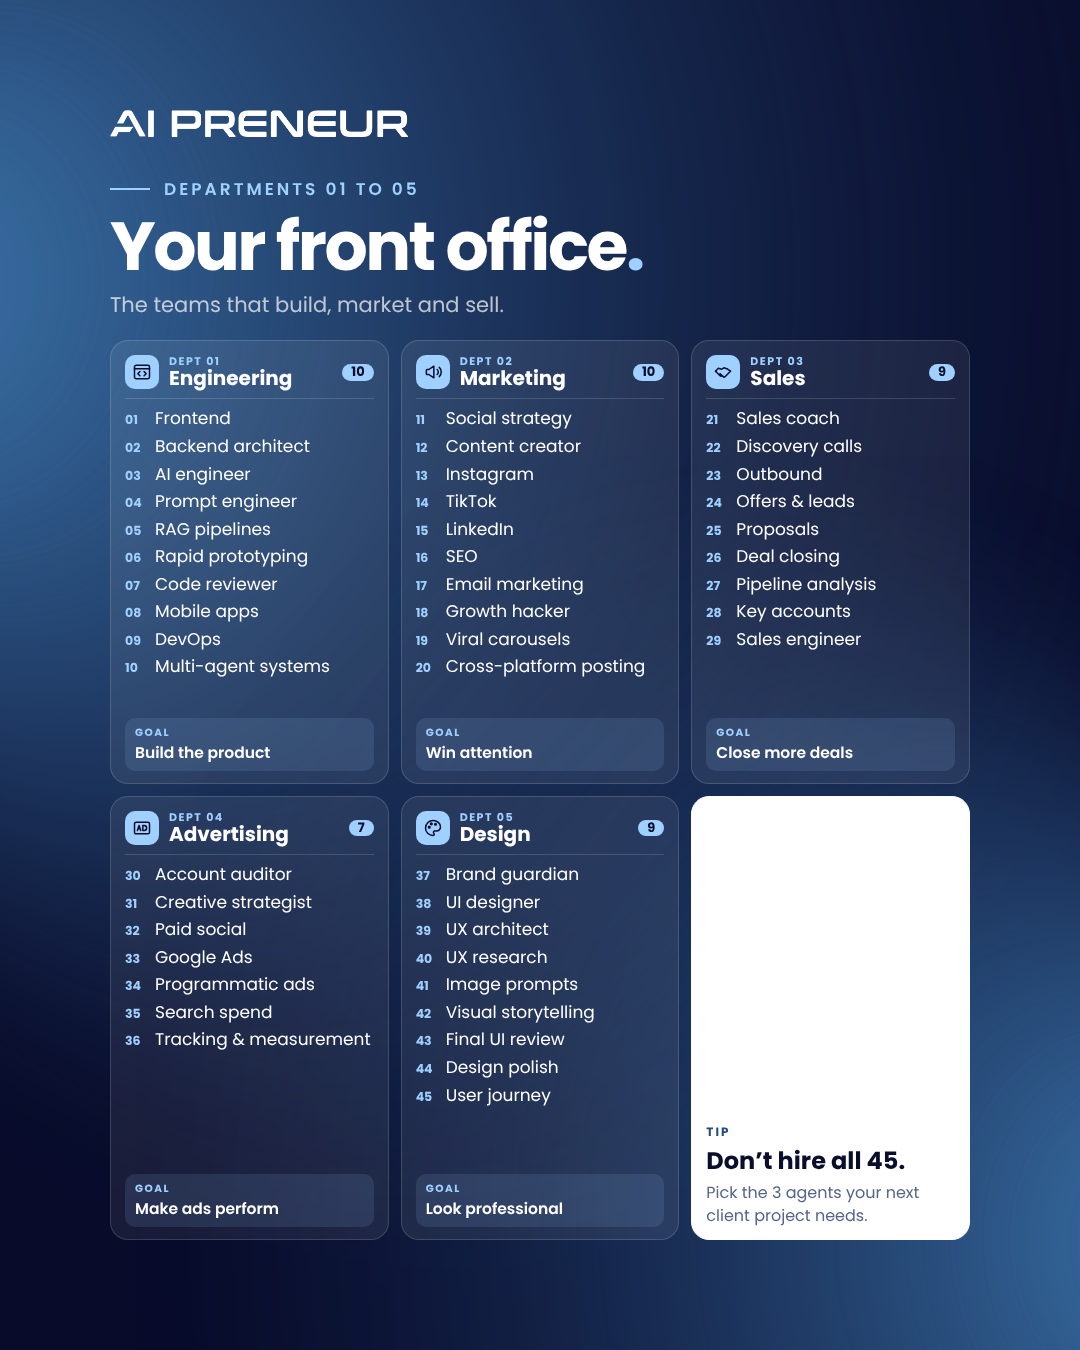 AI PRENEUR
DEPARTMENTS 01 TO 05
Your front office.
The teams that build, market and sell.
DEPT 01
Engineering
10
01 Frontend
02 Backend architect
03 AI engineer
04 Prompt engineer
05 RAG pipelines
06 Rapid prototyping
07 Code reviewer
08 Mobile apps
09 DevOps
10 Multi-agent systems
GOAL
Build the product
DEPT 02
Marketing
10
11 Social strategy
12 Content creator
13 Instagram
14 TikTok
15 LinkedIn
16 SEO
17 Email marketing
18 Growth hacker
19 Viral carousels
20 Cross-platform posting
GOAL
Win attention
DEPT 03
Sales
9
21 Sales coach
22 Discovery calls
23 Outbound
24 Offers & leads
25 Proposals
26 Deal closing
27 Pipeline analysis
28 Key accounts
29 Sales engineer
GOAL
Close more deals
DEPT 04
Advertising
7
30 Account auditor
31 Creative strategist
32 Paid social
33 Google Ads
34 Programmatic ads
35 Search spend
36 Tracking & measurement
GOAL
Make ads perform
DEPT 05
Design
9
37 Brand guardian
38 UI designer
39 UX architect
40 UX research
41 Image prompts
42 Visual storytelling
43 Final UI review
44 Design polish
45 User journey
GOAL
Look professional
TIP
Don’t hire all 45.
Pick the 3 agents your next
client project needs.